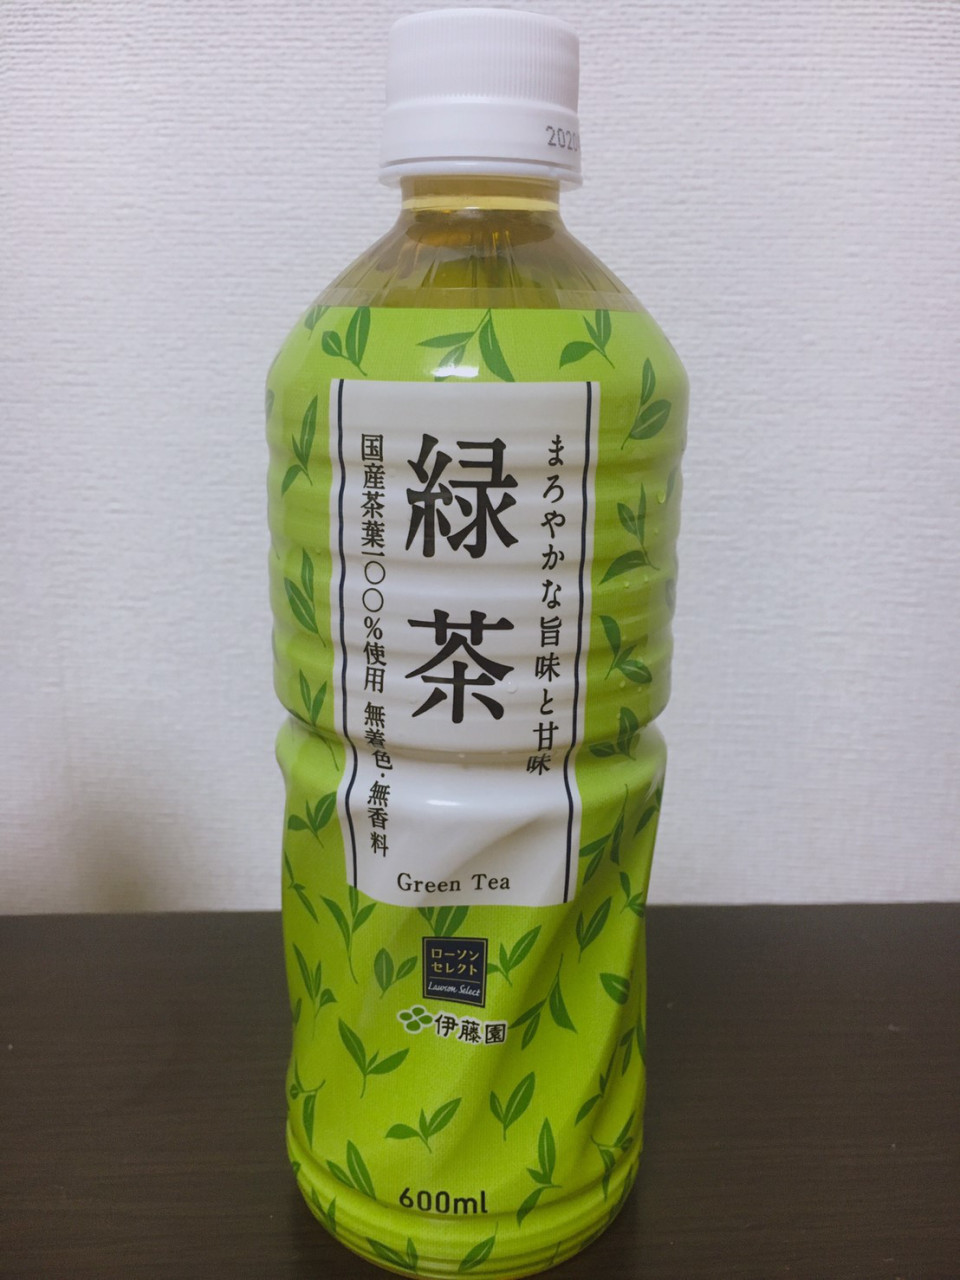 2020
まろやかな旨味と甘味
緑茶
国産茶葉一〇〇%使用 無着色・無香料
Green Tea
ローソン
セレクト
Lawson Select
伊藤園
600ml